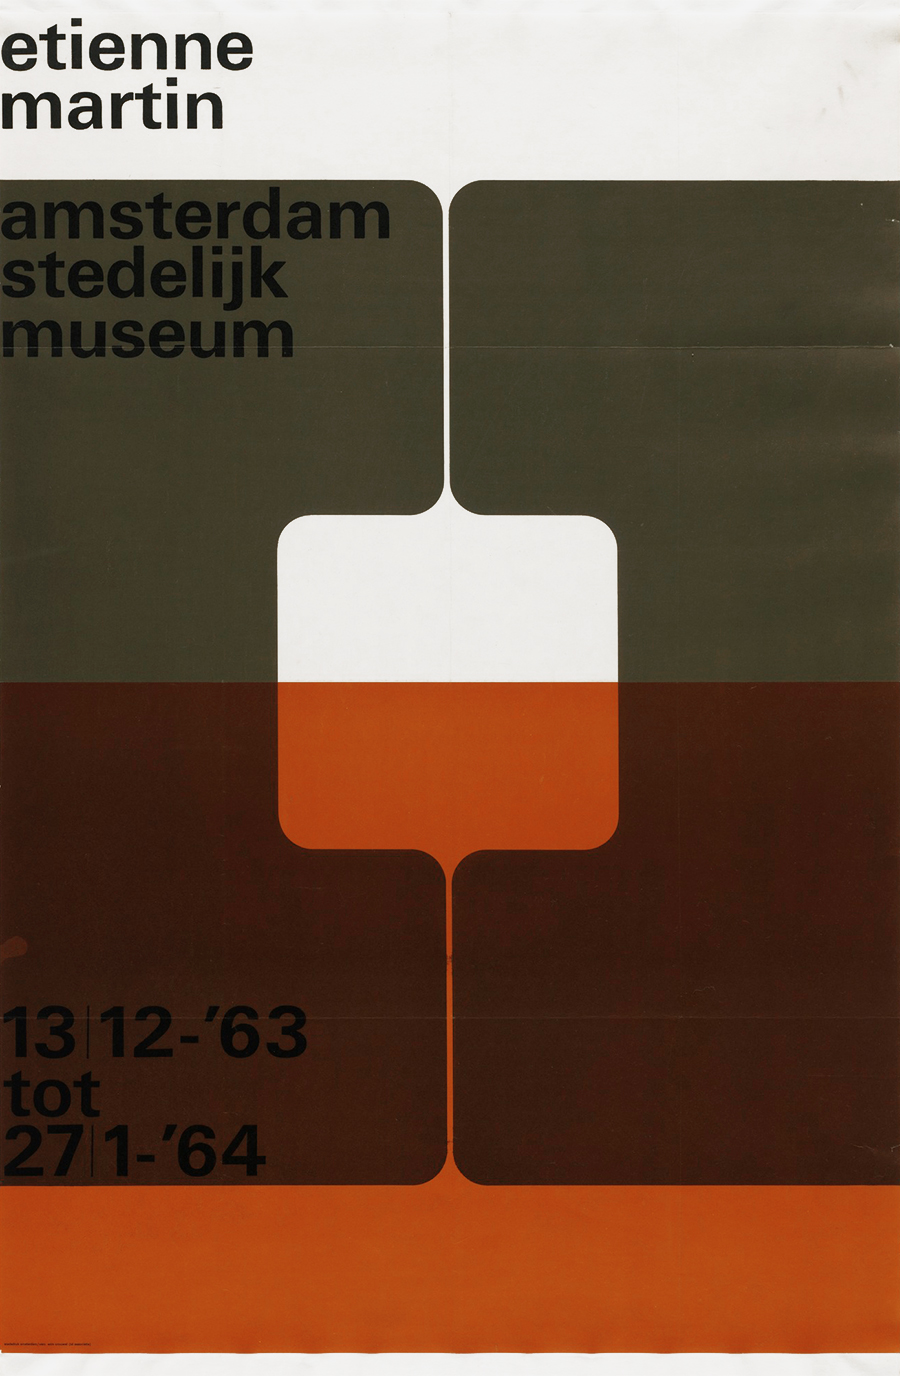 etienne
martin
amsterdam
stedelijk
museum
13|12-'63
tot
27|1-'64